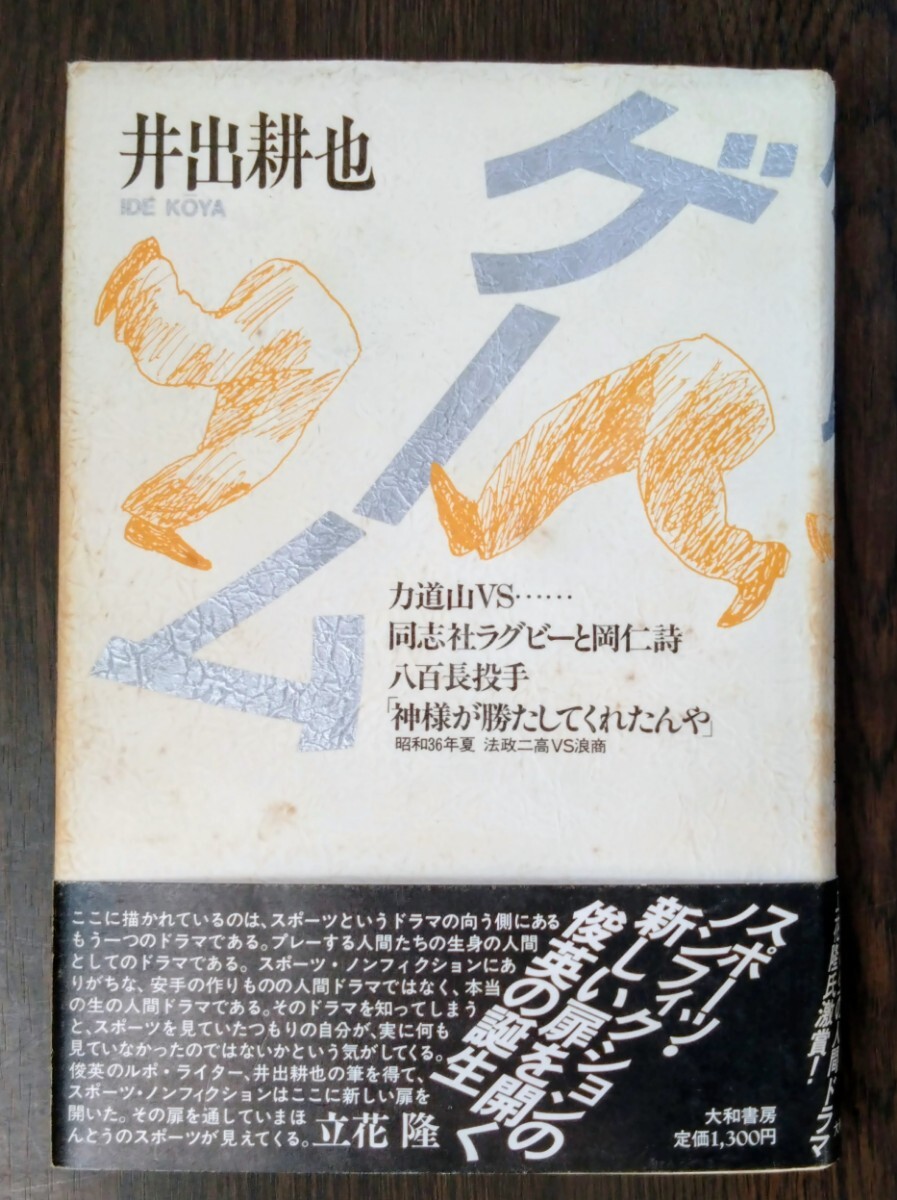 井出耕也
IDE KOYA
ゲーム
力道山VS……
同志社ラグビーと岡仁詩
八百長投手
「神様が勝たしてくれたんや」
昭和36年夏 法政二高VS浪商
スポーツ・
ノンフィクションの
新しい扉を開く
俊英の誕生
ここに描かれているのは、スポーツというドラマの向う側にある
もう一つのドラマである。プレーする人間たちの生身の人間
としてのドラマである。スポーツ・ノンフィクションにあ
りがちな、安手の作りものの人間ドラマではなく、本当
の生の人間ドラマである。そのドラマを知ってしまう
と、スポーツを見ていたつもりの自分が、実に何も
見ていなかったのではないかという気がしてくる。
俊英のルポ・ライター、井出耕也の筆を得て、
スポーツ・ノンフィクションはここに新しい扉を
開いた。その扉を通していまほ
んとうのスポーツが見えてくる。
立花 隆
大和書房
定価1,300円
人間ドラマ
隆氏激賞!